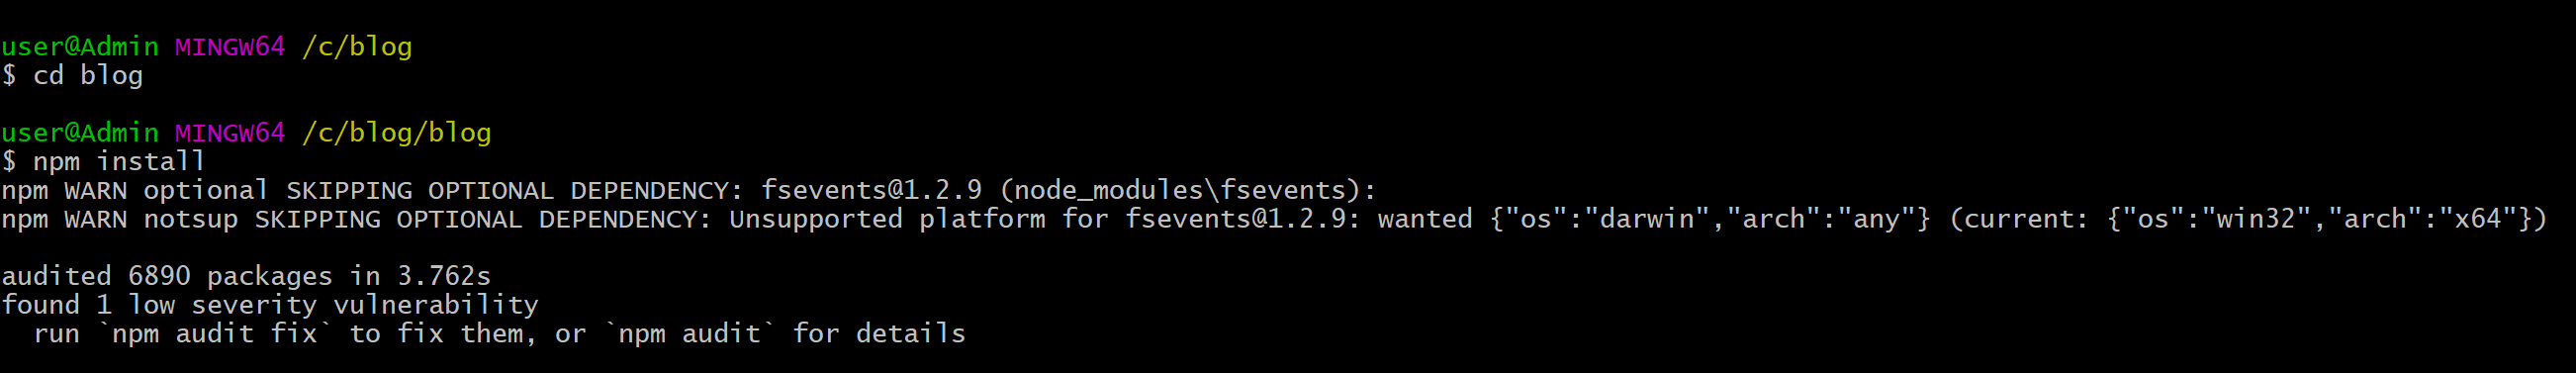 user@Admin MINGW64 /c/blog
$ cd blog
user@Admin MINGW64 /c/blog/blog
$ npm install
npm WARN optional SKIPPING OPTIONAL DEPENDENCY: fsevents@1.2.9 (node_modules\fsevents):
npm WARN notsup SKIPPING OPTIONAL DEPENDENCY: Unsupported platform for fsevents@1.2.9: wanted {"os":"darwin","arch":"any"} (current: {"os":"win32","arch":"x64"})
audited 6890 packages in 3.762s
found 1 low severity vulnerability
  run `npm audit fix` to fix them, or `npm audit` for details